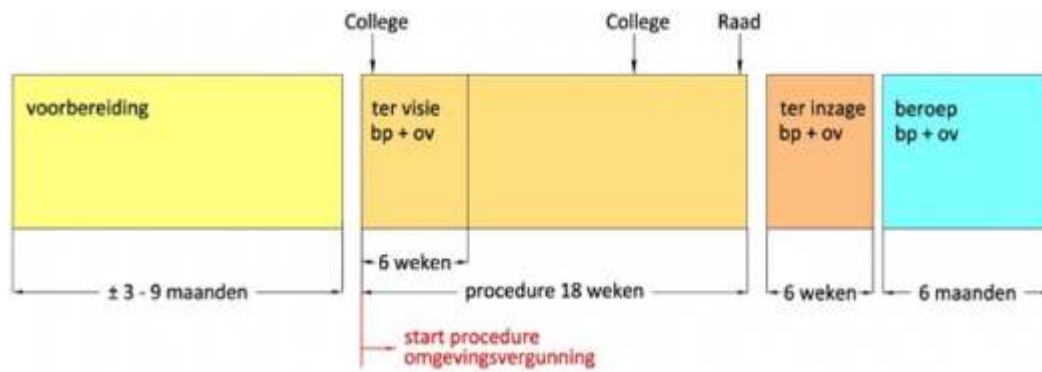 College
College
Raad
voorbereiding
ter visie
bp + ov
ter inzage
bp + ov
beroep
bp + ov
6 weken
± 3 - 9 maanden
procedure 18 weken
6 weken
6 maanden
start procedure
omgevingsvergunning